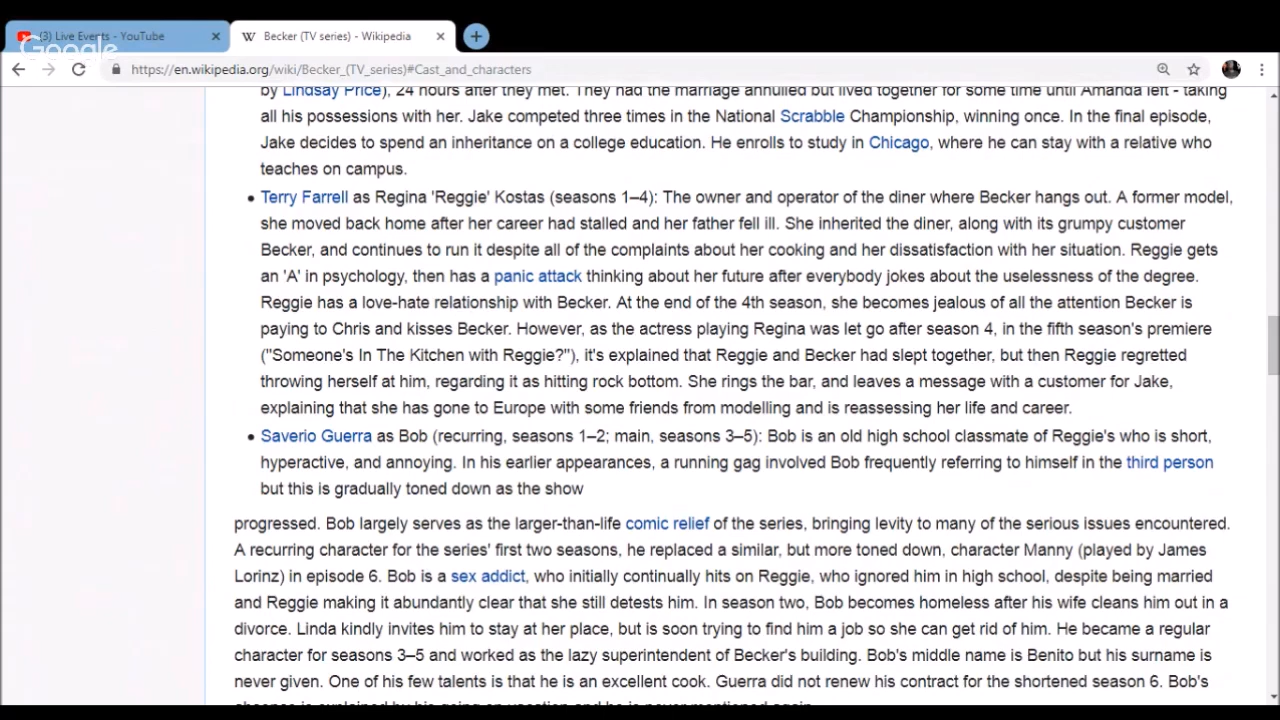 (3) Live Events - YouTube
Becker (TV series) - Wikipedia
Google
https://en.wikipedia.org/wiki/Becker_(TV_series)#Cast_and_characters
by Lindsay Price), 24 hours after they met. They had the marriage annulled but lived together for some time until Amanda left - taking
all his possessions with her. Jake competed three times in the National Scrabble Championship, winning once. In the final episode,
Jake decides to spend an inheritance on a college education. He enrolls to study in Chicago, where he can stay with a relative who
teaches on campus.
• Terry Farrell as Regina 'Reggie' Kostas (seasons 1–4): The owner and operator of the diner where Becker hangs out. A former model,
she moved back home after her career had stalled and her father fell ill. She inherited the diner, along with its grumpy customer
Becker, and continues to run it despite all of the complaints about her cooking and her dissatisfaction with her situation. Reggie gets
an 'A' in psychology, then has a panic attack thinking about her future after everybody jokes about the uselessness of the degree.
Reggie has a love-hate relationship with Becker. At the end of the 4th season, she becomes jealous of all the attention Becker is
paying to Chris and kisses Becker. However, as the actress playing Regina was let go after season 4, in the fifth season's premiere
("Someone's In The Kitchen with Reggie?"), it's explained that Reggie and Becker had slept together, but then Reggie regretted
throwing herself at him, regarding it as hitting rock bottom. She rings the bar, and leaves a message with a customer for Jake,
explaining that she has gone to Europe with some friends from modelling and is reassessing her life and career.
• Saverio Guerra as Bob (recurring, seasons 1–2; main, seasons 3–5): Bob is an old high school classmate of Reggie's who is short,
hyperactive, and annoying. In his earlier appearances, a running gag involved Bob frequently referring to himself in the third person
but this is gradually toned down as the show
progressed. Bob largely serves as the larger-than-life comic relief of the series, bringing levity to many of the serious issues encountered.
A recurring character for the series' first two seasons, he replaced a similar, but more toned down, character Manny (played by James
Lorinz) in episode 6. Bob is a sex addict, who initially continually hits on Reggie, who ignored him in high school, despite being married
and Reggie making it abundantly clear that she still detests him. In season two, Bob becomes homeless after his wife cleans him out in a
divorce. Linda kindly invites him to stay at her place, but is soon trying to find him a job so she can get rid of him. He became a regular
character for seasons 3–5 and worked as the lazy superintendent of Becker's building. Bob's middle name is Benito but his surname is
never given. One of his few talents is that he is an excellent cook. Guerra did not renew his contract for the shortened season 6. Bob's
absence is explained by his going on vacation and he is never mentioned again